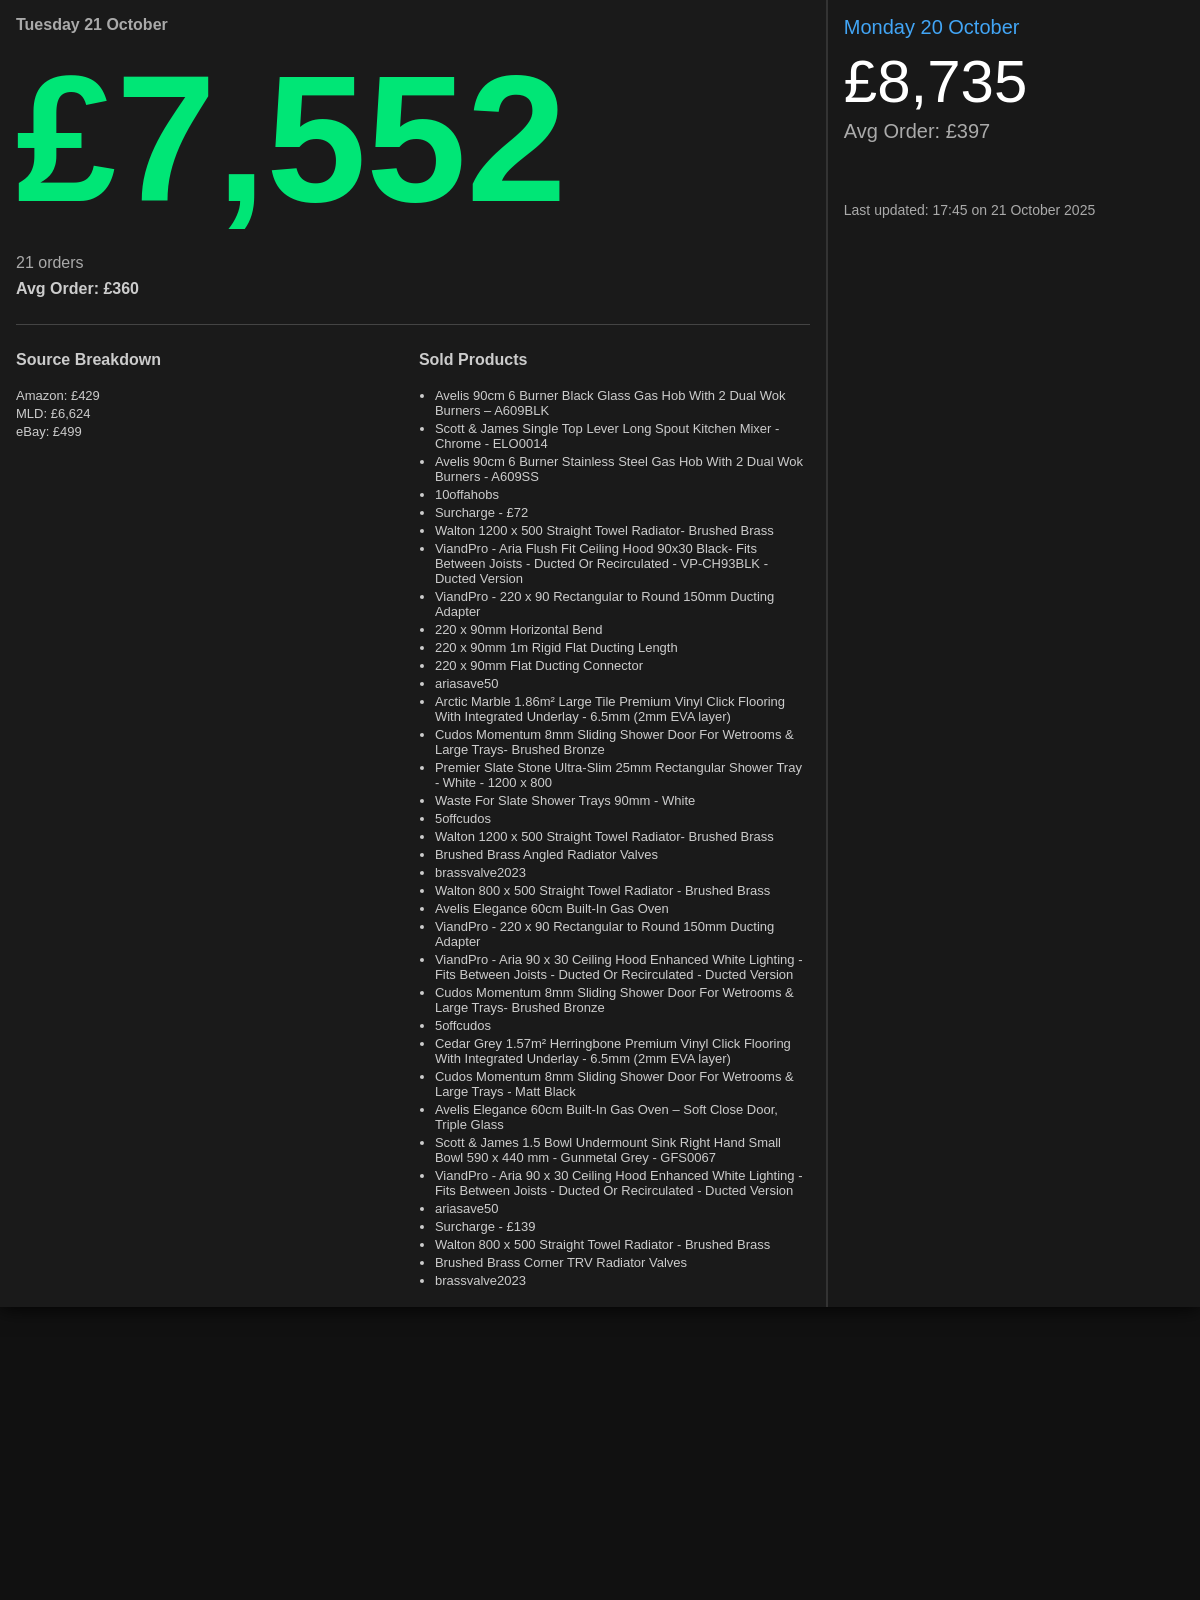 Tuesday 21 October
£7,552
21 orders
Avg Order: £360
Source Breakdown
Amazon: £429
MLD: £6,624
eBay: £499
Sold Products
Avelis 90cm 6 Burner Black Glass Gas Hob With 2 Dual Wok
Burners – A609BLK
Scott & James Single Top Lever Long Spout Kitchen Mixer -
Chrome - ELO0014
Avelis 90cm 6 Burner Stainless Steel Gas Hob With 2 Dual Wok
Burners - A609SS
10offahobs
Surcharge - £72
Walton 1200 x 500 Straight Towel Radiator- Brushed Brass
ViandPro - Aria Flush Fit Ceiling Hood 90x30 Black- Fits
Between Joists - Ducted Or Recirculated - VP-CH93BLK -
Ducted Version
ViandPro - 220 x 90 Rectangular to Round 150mm Ducting
Adapter
220 x 90mm Horizontal Bend
220 x 90mm 1m Rigid Flat Ducting Length
220 x 90mm Flat Ducting Connector
ariasave50
Arctic Marble 1.86m² Large Tile Premium Vinyl Click Flooring
With Integrated Underlay - 6.5mm (2mm EVA layer)
Cudos Momentum 8mm Sliding Shower Door For Wetrooms &
Large Trays- Brushed Bronze
Premier Slate Stone Ultra-Slim 25mm Rectangular Shower Tray
- White - 1200 x 800
Waste For Slate Shower Trays 90mm - White
5offcudos
Walton 1200 x 500 Straight Towel Radiator- Brushed Brass
Brushed Brass Angled Radiator Valves
brassvalve2023
Walton 800 x 500 Straight Towel Radiator - Brushed Brass
Avelis Elegance 60cm Built-In Gas Oven
ViandPro - 220 x 90 Rectangular to Round 150mm Ducting
Adapter
ViandPro - Aria 90 x 30 Ceiling Hood Enhanced White Lighting -
Fits Between Joists - Ducted Or Recirculated - Ducted Version
Cudos Momentum 8mm Sliding Shower Door For Wetrooms &
Large Trays- Brushed Bronze
5offcudos
Cedar Grey 1.57m² Herringbone Premium Vinyl Click Flooring
With Integrated Underlay - 6.5mm (2mm EVA layer)
Cudos Momentum 8mm Sliding Shower Door For Wetrooms &
Large Trays - Matt Black
Avelis Elegance 60cm Built-In Gas Oven – Soft Close Door,
Triple Glass
Scott & James 1.5 Bowl Undermount Sink Right Hand Small
Bowl 590 x 440 mm - Gunmetal Grey - GFS0067
ViandPro - Aria 90 x 30 Ceiling Hood Enhanced White Lighting -
Fits Between Joists - Ducted Or Recirculated - Ducted Version
ariasave50
Surcharge - £139
Walton 800 x 500 Straight Towel Radiator - Brushed Brass
Brushed Brass Corner TRV Radiator Valves
brassvalve2023
Monday 20 October
£8,735
Avg Order: £397
Last updated: 17:45 on 21 October 2025